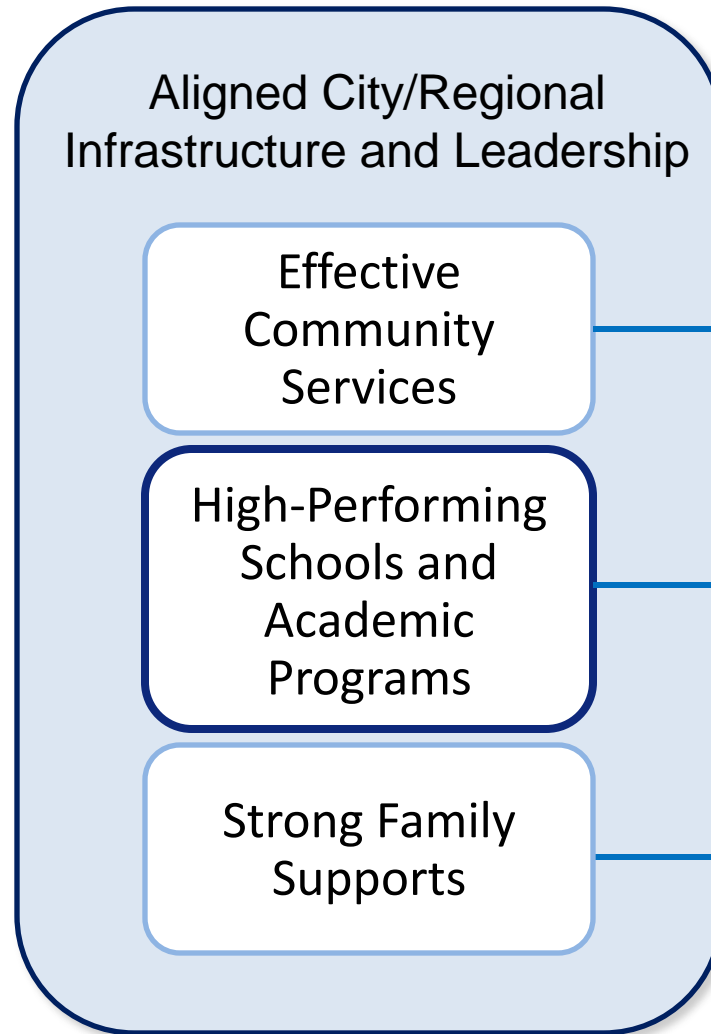 Aligned City/Regional
Infrastructure and Leadership
Effective
Community
Services
High-Performing
Schools and
Academic
Programs
Strong Family
Supports